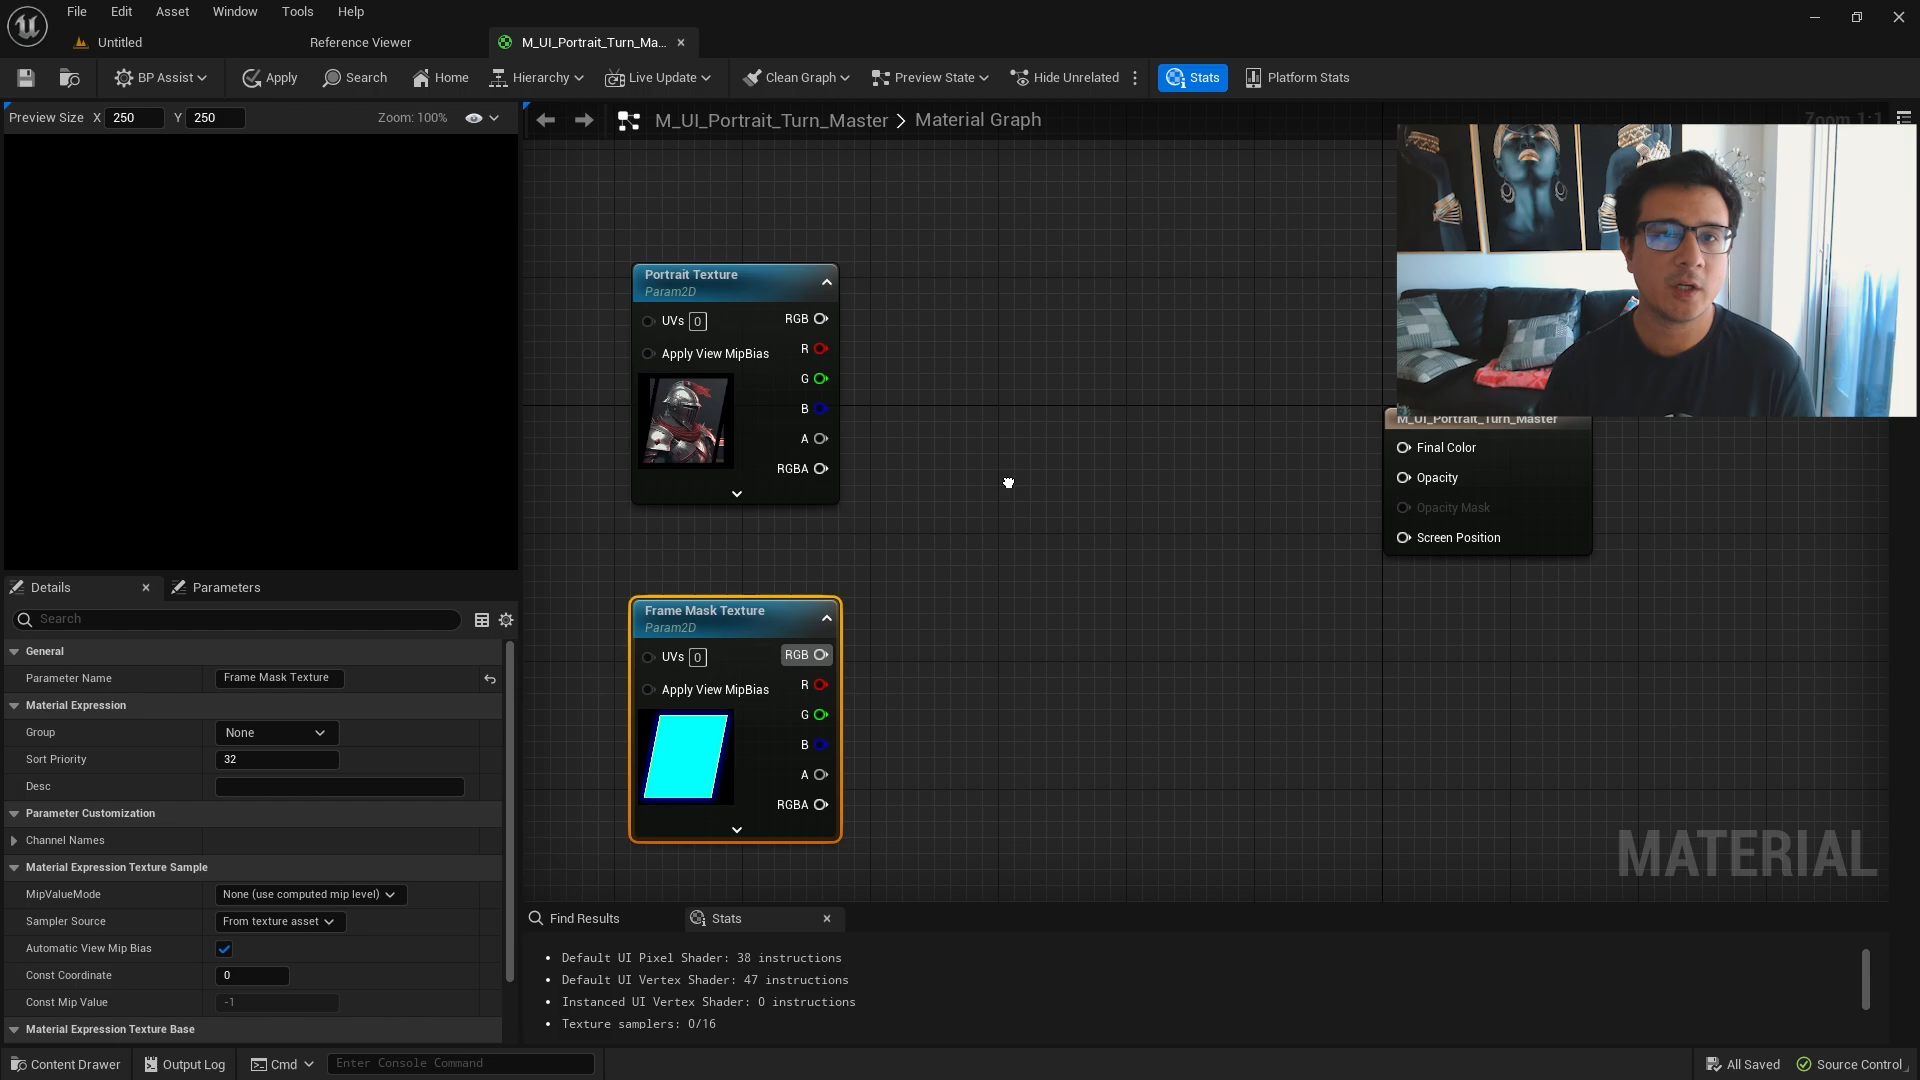 File Edit Asset Window Tools Help
Untitled Reference Viewer M_UI_Portrait_Turn_Ma...
BP Assist Apply Search Home Hierarchy Live Update Clean Graph Preview State Hide Unrelated Stats Platform Stats
Preview Size X 250 Y 250 Zoom: 100%
M_UI_Portrait_Turn_Master > Material Graph
Zoom 1:1
Portrait Texture
Param2D
UVs 0 RGB
R
Apply View MipBias
G
B
A
RGBA
M_UI_Portrait_Turn_Master
Final Color
Opacity
Opacity Mask
Screen Position
Frame Mask Texture
Param2D
UVs 0 RGB
R
Apply View MipBias
G
B
A
RGBA
MATERIAL
Details Parameters
Search
General
Parameter Name Frame Mask Texture
Material Expression
Group None
Sort Priority 32
Desc
Parameter Customization
Channel Names
Material Expression Texture Sample
MipValueMode None (use computed mip level)
Sampler Source From texture asset
Automatic View Mip Bias
Const Coordinate 0
Const Mip Value -1
Material Expression Texture Base
Find Results Stats
Default UI Pixel Shader: 38 instructions
Default UI Vertex Shader: 47 instructions
Instanced UI Vertex Shader: 0 instructions
Texture samplers: 0/16
Content Drawer Output Log Cmd Enter Console Command All Saved Source Control